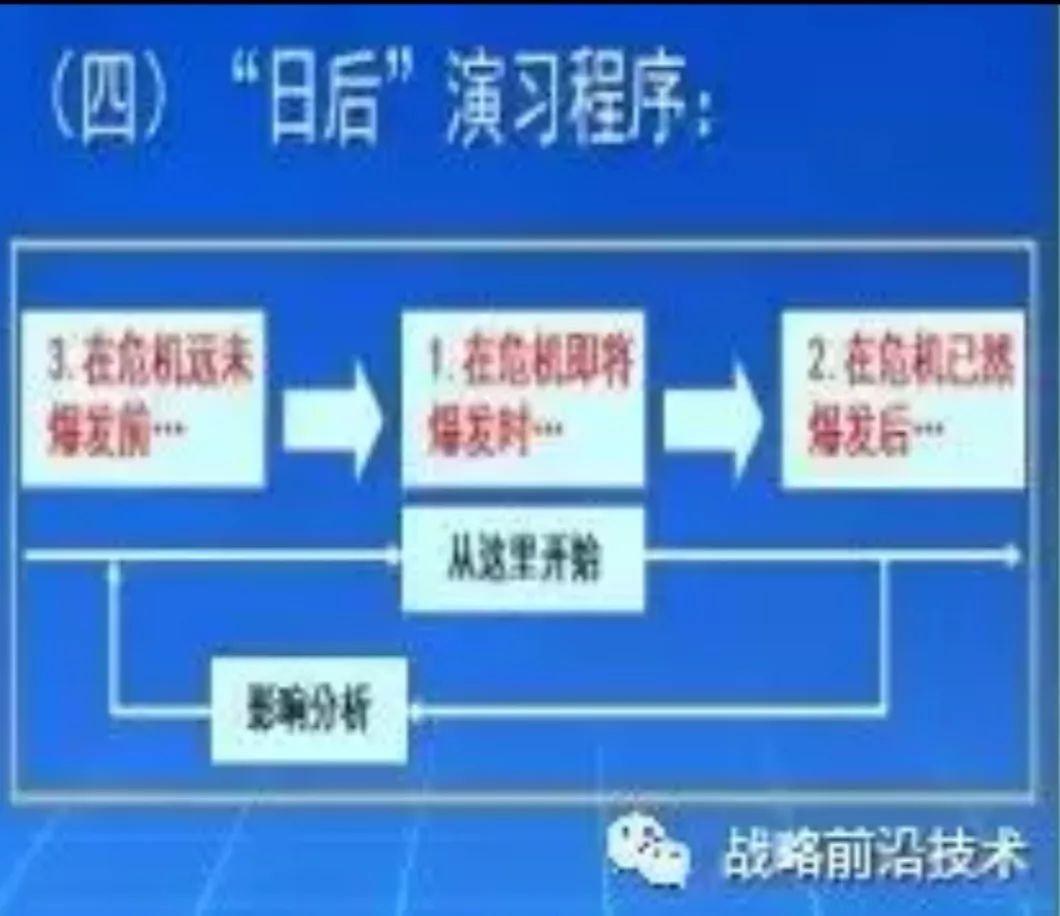 （四）“日后”演习程序：
3.在危机远未
爆发前…
1.在危机即将
爆发时…
2.在危机已然
爆发后…
从这里开始
影响分析
战略前沿技术